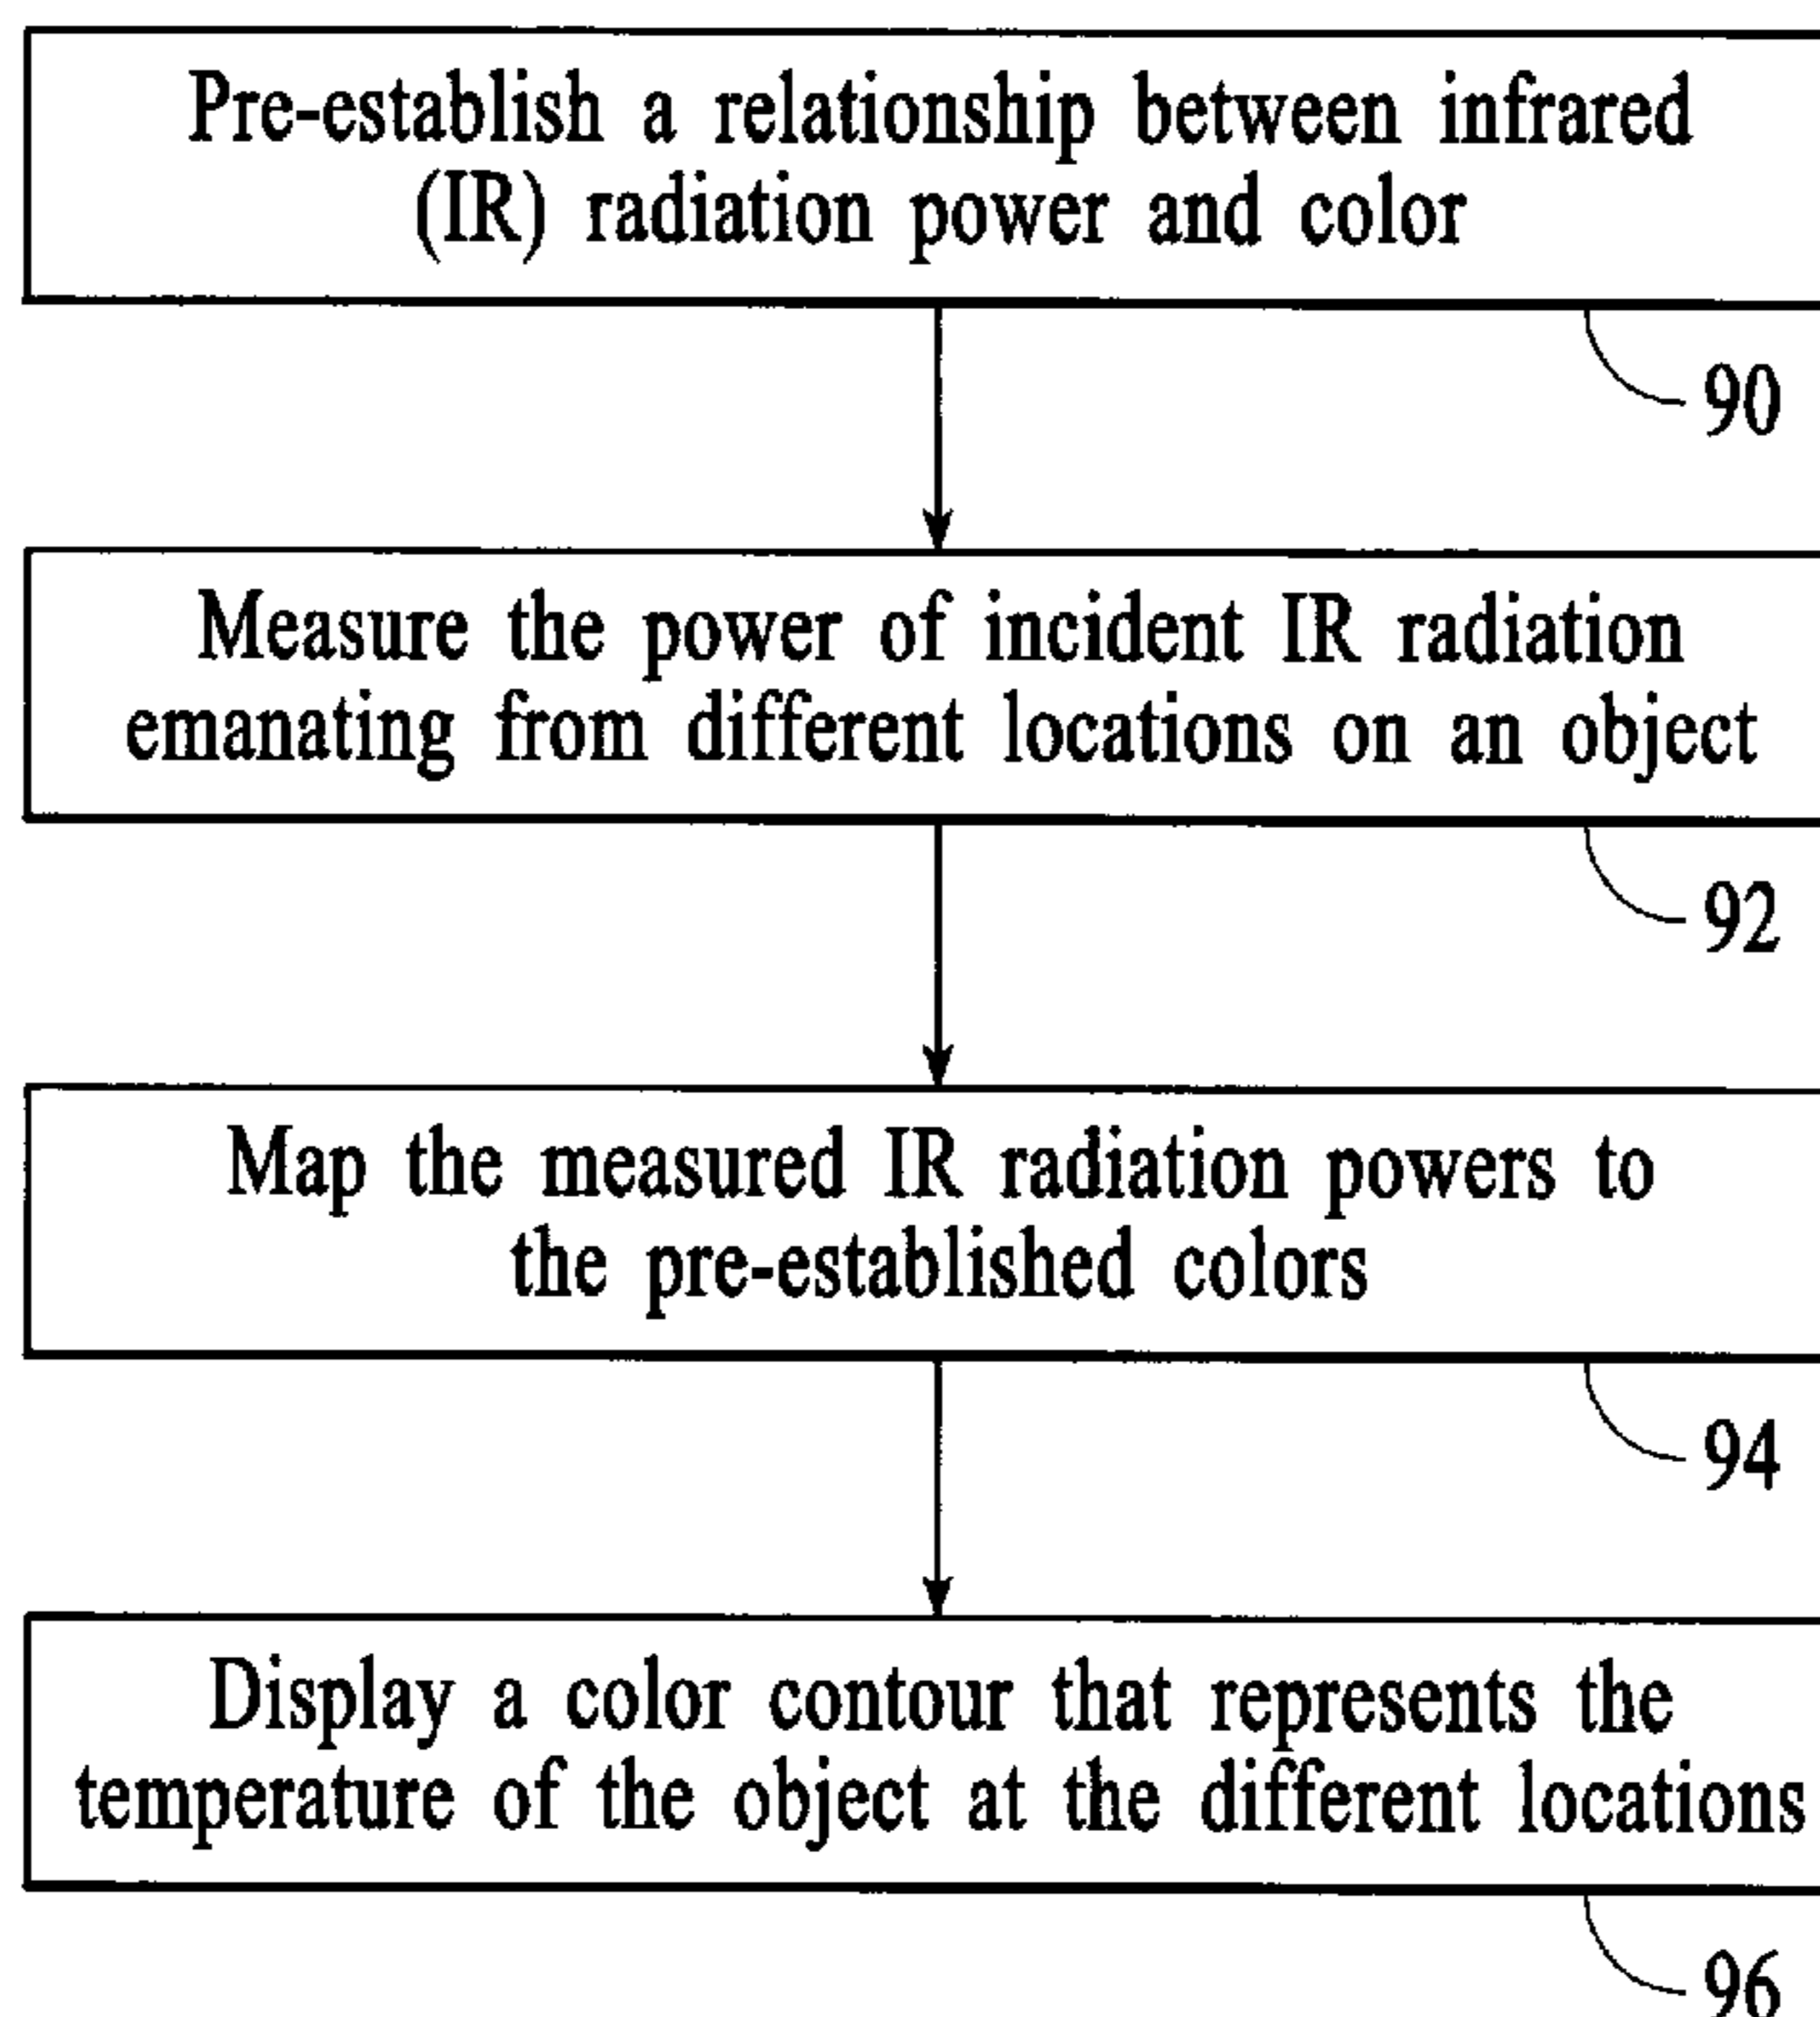 Pre-establish a relationship between infrared
(IR) radiation power and color
90
Measure the power of incident IR radiation
emanating from different locations on an object
92
Map the measured IR radiation powers to
the pre-established colors
94
Display a color contour that represents the
temperature of the object at the different locations
96